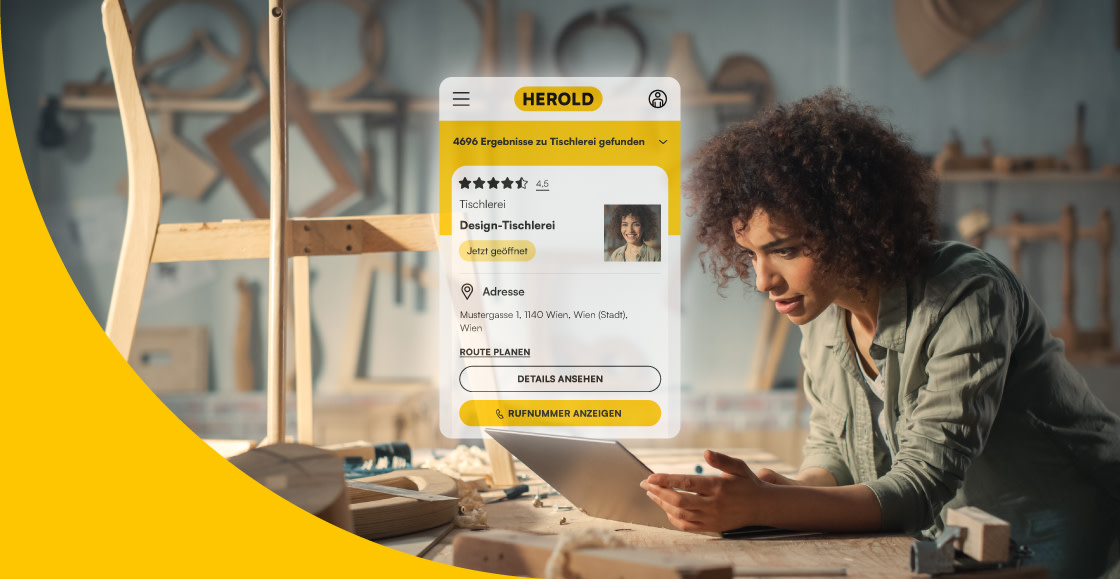 HEROLD
4696 Ergebnisse zu Tischlerei gefunden
4,5
Tischlerei
Design-Tischlerei
Jetzt geöffnet
Adresse
Mustergasse 1, 1140 Wien, Wien (Stadt),
Wien
ROUTE PLANEN
DETAILS ANSEHEN
RUFNUMMER ANZEIGEN